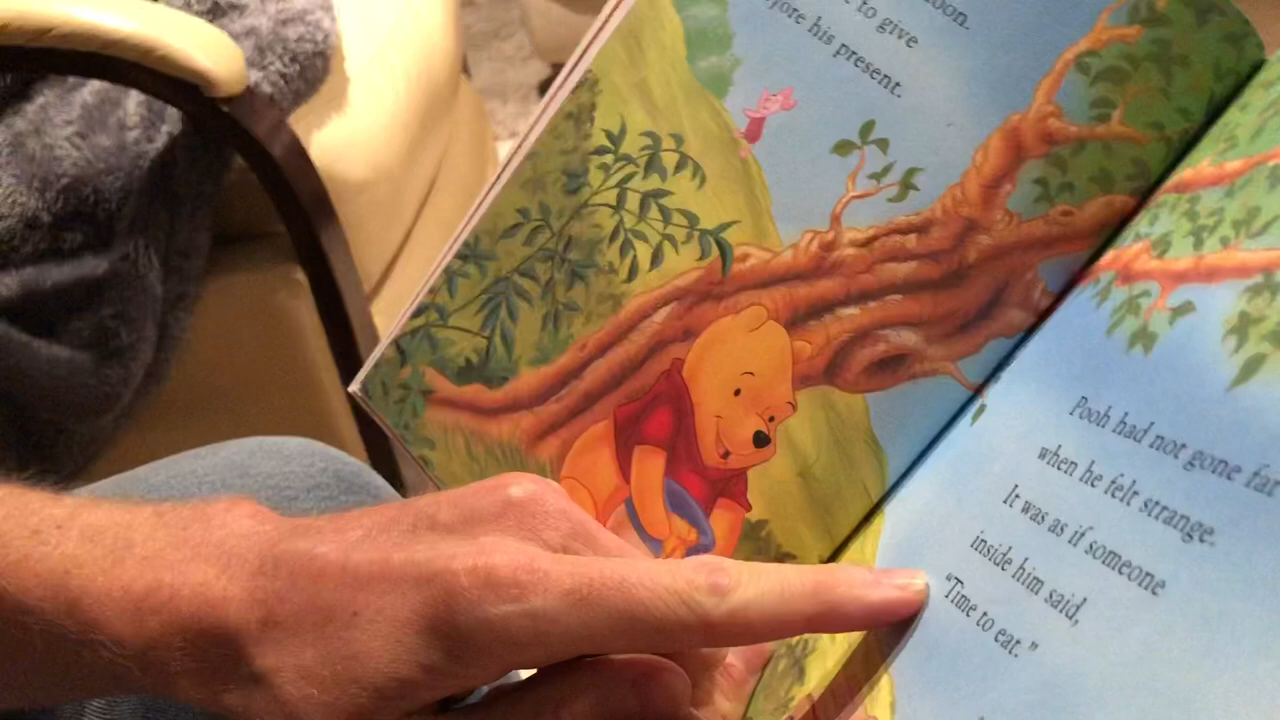 to give
his present.
Pooh had not gone far
when he felt strange.
It was as if someone
inside him said,
"Time to eat."